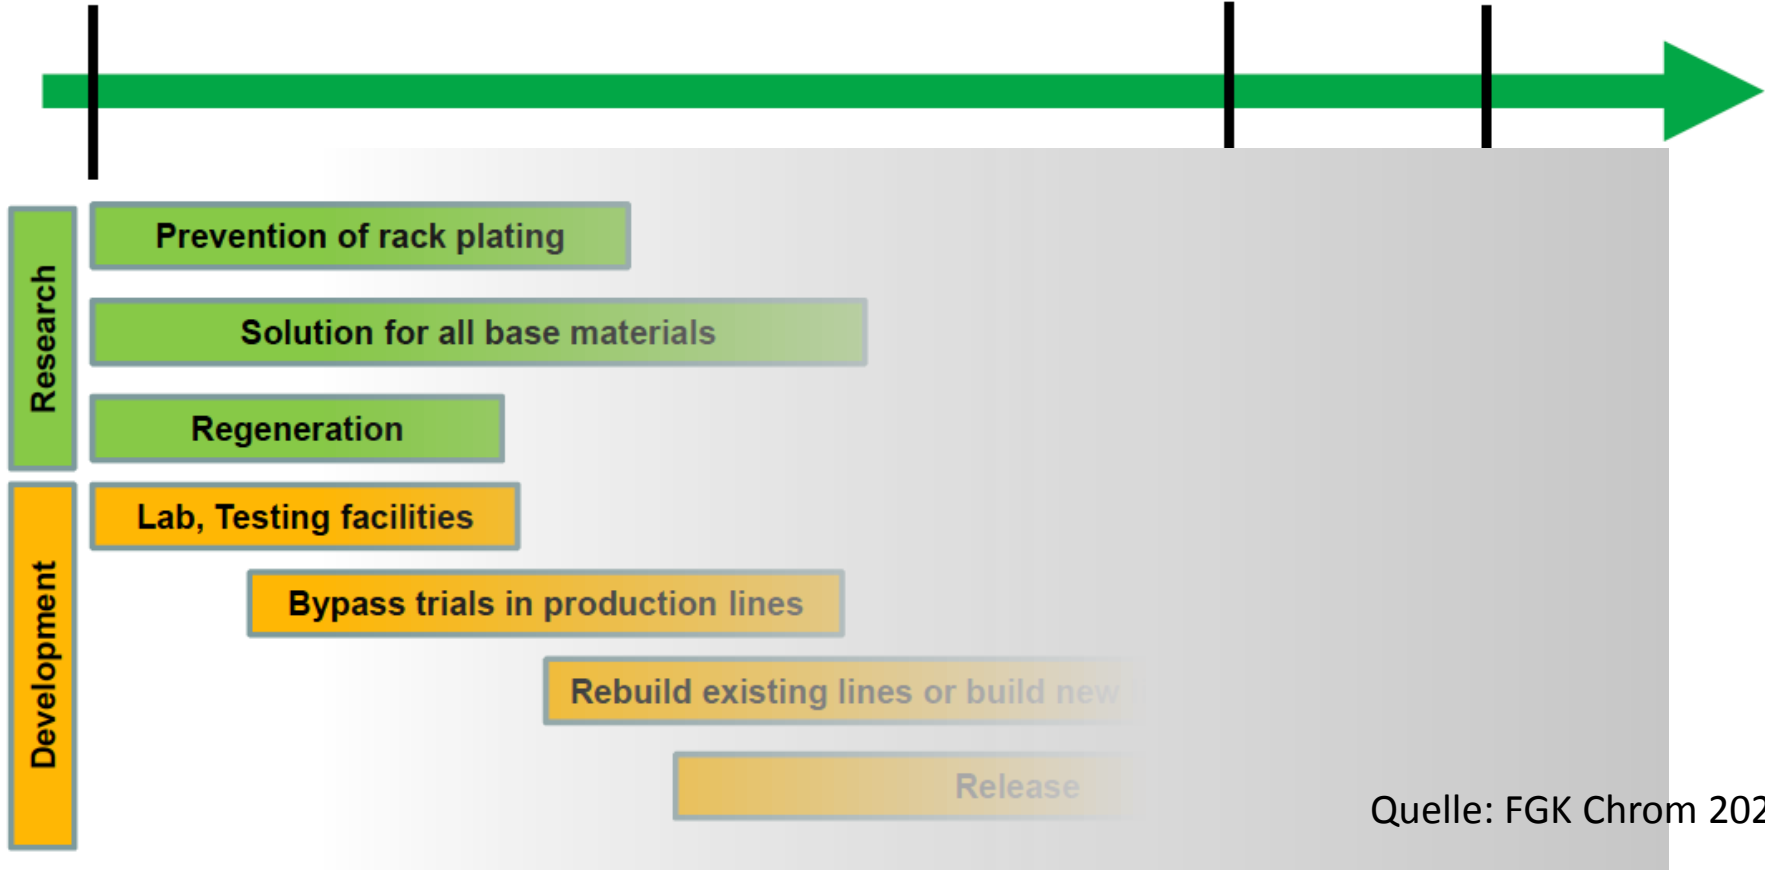 Research
Prevention of rack plating
Solution for all base materials
Regeneration
Development
Lab, Testing facilities
Bypass trials in production lines
Rebuild existing lines or build new
Release
Quelle: FGK Chrom 202